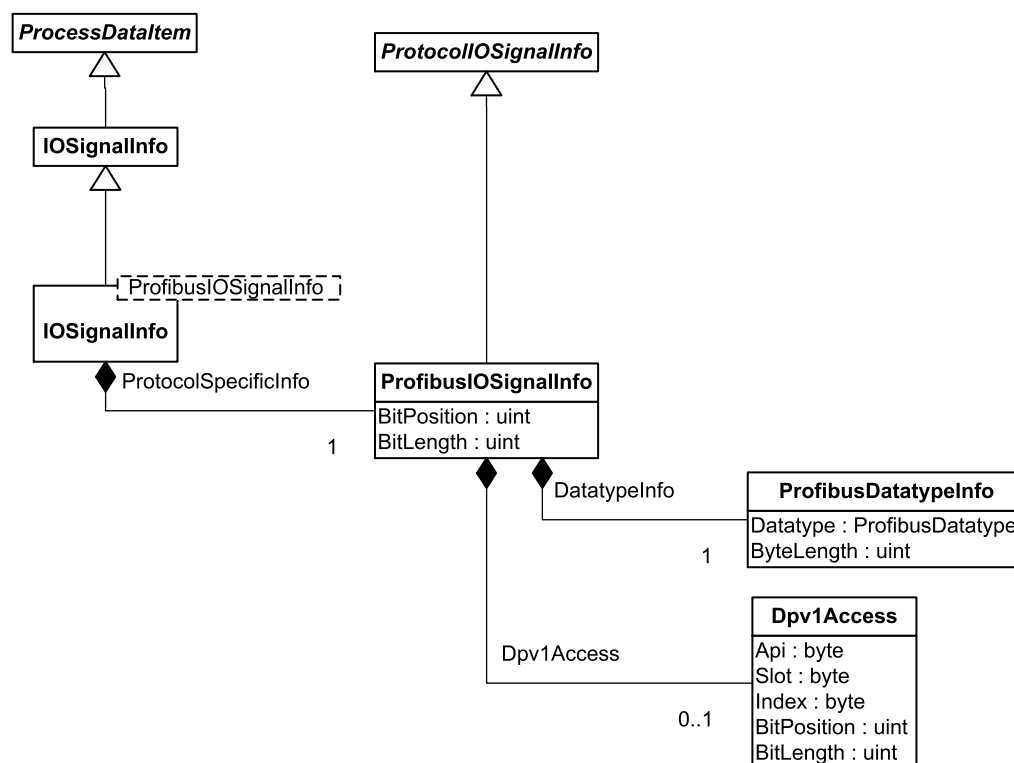 ProcessDataItem
ProtocolIOSignalInfo
IOSignalInfo
ProfibusIOSignalInfo
IOSignalInfo
ProtocolSpecificInfo
1
ProfibusIOSignalInfo
BitPosition : uint
BitLength : uint
DatatypeInfo
1
ProfibusDatatypeInfo
Datatype : ProfibusDatatype
ByteLength : uint
Dpv1Access
0..1
Dpv1Access
Api : byte
Slot : byte
Index : byte
BitPosition : uint
BitLength : uint